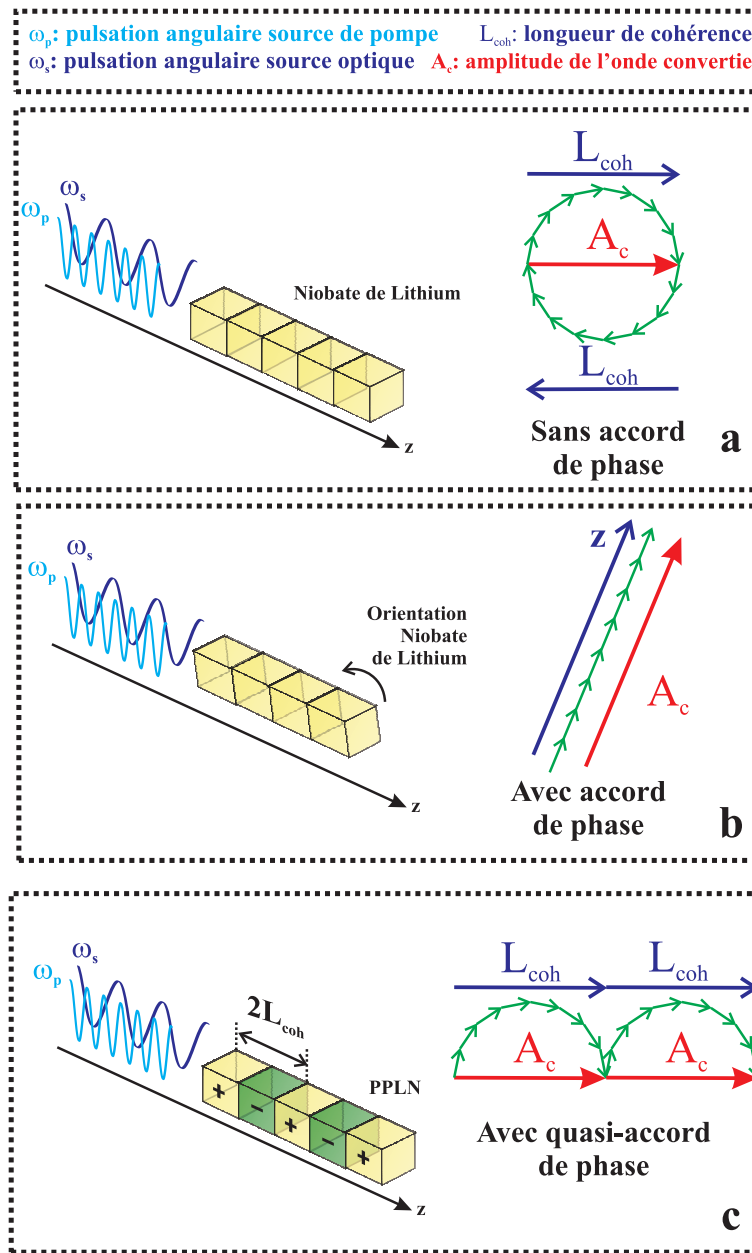 ωp: pulsation angulaire source de pompe
Lcoh: longueur de cohérence
ωs: pulsation angulaire source optique
Ac: amplitude de l'onde convertie
ωs
ωp
Niobate de Lithium
z
Lcoh
Ac
Lcoh
Sans accord
de phase
a
ωs
ωp
Orientation
Niobate
de Lithium
z
z
Ac
Avec accord
de phase
b
ωs
ωp
2Lcoh
PPLN
+
-
+
-
+
z
Lcoh
Lcoh
Ac
Ac
Avec quasi-accord
de phase
c